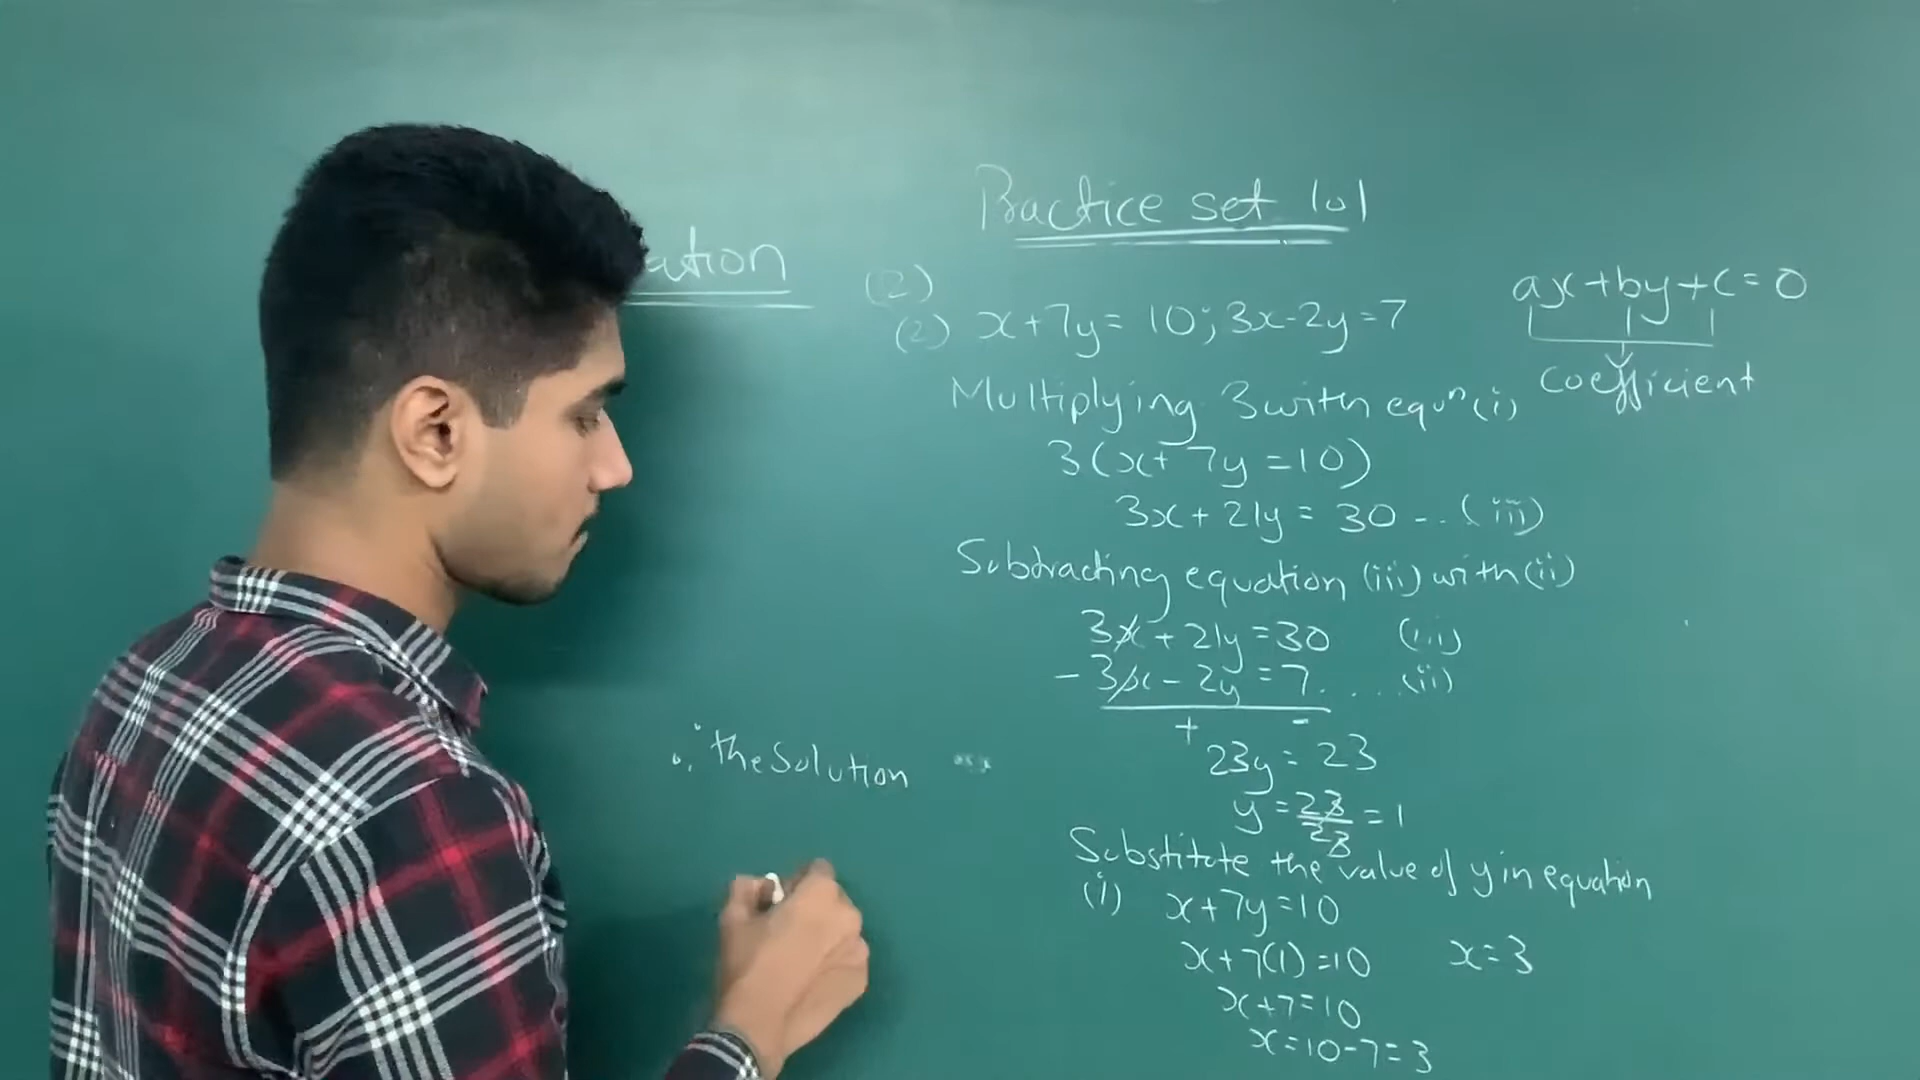 ation
Practice set 101
(2)
(2) x+7y= 10; 3x-2y=7
ax+by+c=0
coefficient
Multiplying 3 with equⁿ (i)
3(x+7y=10)
3x+21y= 30 -.. (iii)
Subtracting equation (iii) with (ii)
3x+21y=30 (iii)
- 3x-2y=7. .... (ii)
+ -
23y= 23
y = 23/23 = 1
Substitute the value of y in equation
(i) x+7y=10
x+7(1)=10 x=3
x+7=10
x=10-7=3
∴ the solution